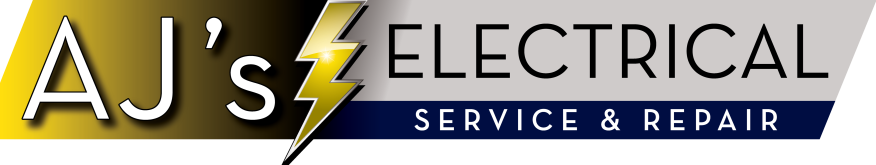 AJ's ELECTRICAL
SERVICE & REPAIR